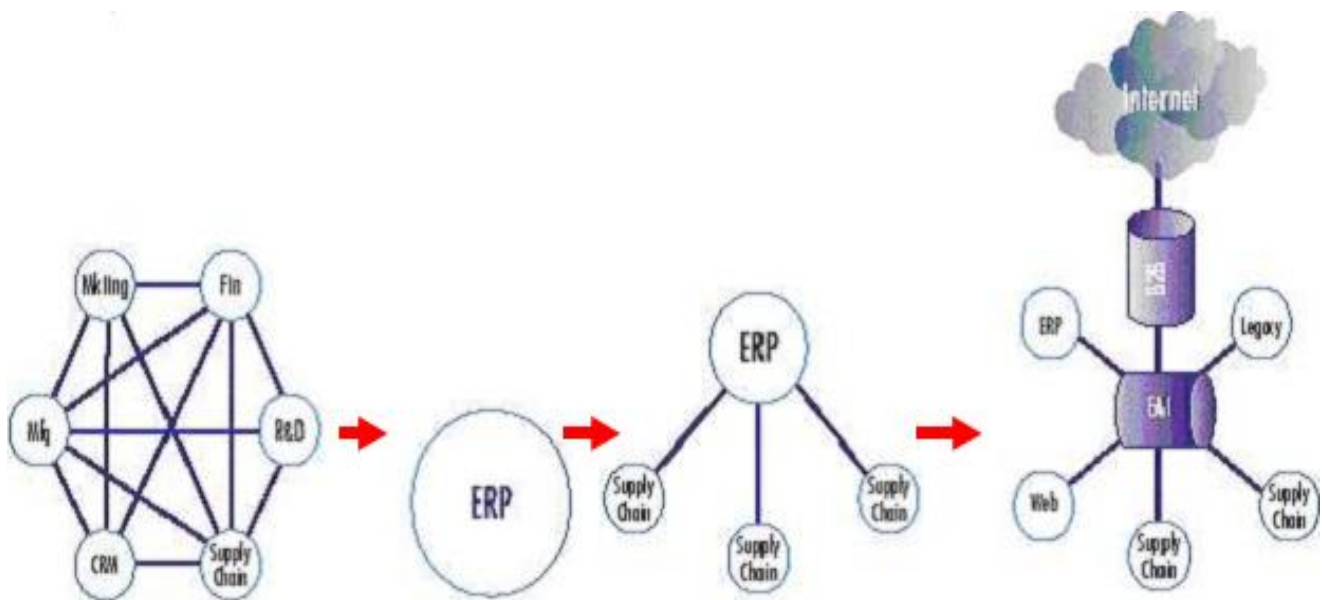 Internet
B2B
Mkting
Fin
ERP
Legacy
ERP
Mfg
R&D
EAI
ERP
Supply
Chain
Supply
Chain
Web
Supply
Chain
CRM
Supply
Chain
Supply
Chain
Supply
Chain